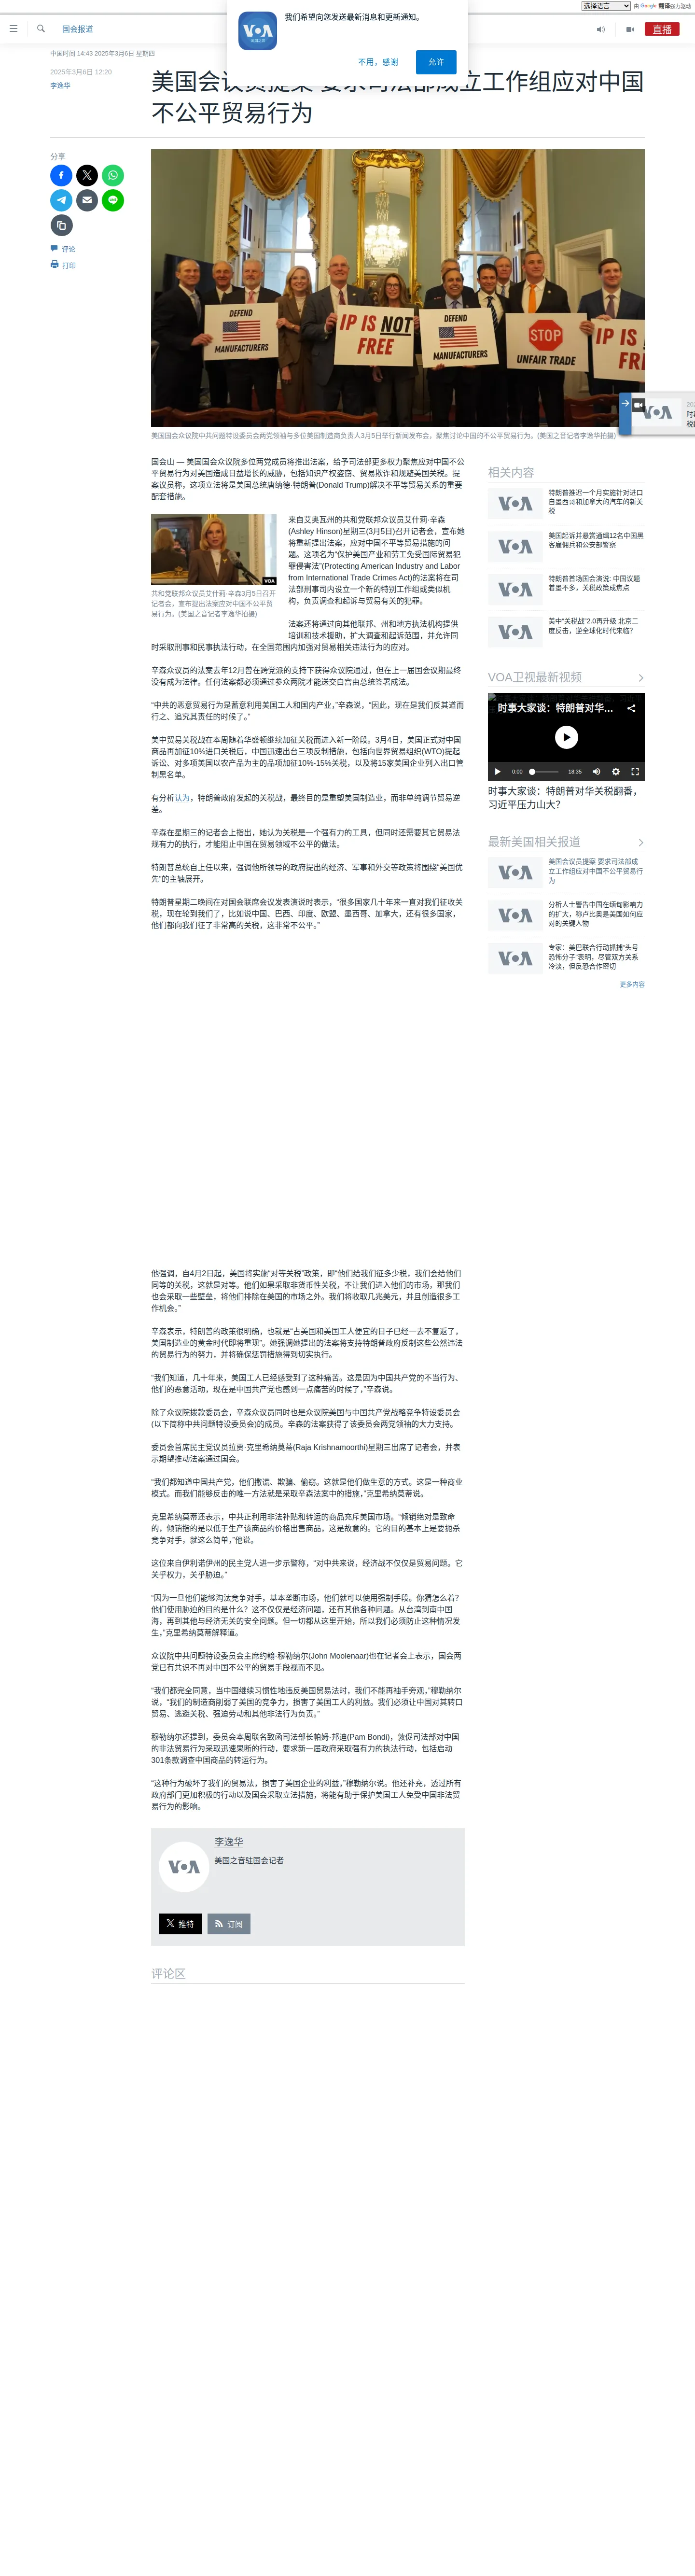 选择语言
由 Google 翻译强力驱动
我们希望向您发送最新消息和更新通知。
VOA
不用，感谢
允许
国会报道
直播
中国时间 14:43 2025年3月6日 星期四
2025年3月6日 12:20
李逸华
美国会议员提案 要求司法部成立工作组应对中国
不公平贸易行为
分享
评论
打印
DEFEND
MANUFACTURERS
IP IS NOT
FREE
DEFEND
MANUFACTURERS
STOP
UNFAIR TRADE
美国国会众议院中共问题特设委员会两党领袖与多位美国制造商负责人3月5日举行新闻发布会，聚焦讨论中国的不公平贸易行为。(美国之音记者李逸华拍摄)
国会山 — 美国国会众议院多位两党成员将推出法案，给予司法部更多权力聚焦应对中国不公
平贸易行为对美国造成日益增长的威胁，包括知识产权盗窃、贸易欺诈和规避美国关税。提
案议员称，这项立法将是美国总统唐纳德·特朗普(Donald Trump)解决不平等贸易关系的重要
配套措施。
VOA
共和党联邦众议员艾什莉·辛森3月5日召开
记者会，宣布提出法案应对中国不公平贸
易行为。(美国之音记者李逸华拍摄)
来自艾奥瓦州的共和党联邦众议员艾什莉·辛森
(Ashley Hinson)星期三(3月5日)召开记者会，宣布她
将重新提出法案，应对中国不平等贸易措施的问
题。这项名为“保护美国产业和劳工免受国际贸易犯
罪侵害法”(Protecting American Industry and Labor
from International Trade Crimes Act)的法案将在司
法部刑事司内设立一个新的特别工作组或类似机
构，负责调查和起诉与贸易有关的犯罪。
法案还将通过向其他联邦、州和地方执法机构提供
培训和技术援助，扩大调查和起诉范围，并允许同
时采取刑事和民事执法行动，在全国范围内加强对贸易相关违法行为的应对。
辛森众议员的法案去年12月曾在跨党派的支持下获得众议院通过，但在上一届国会议期最终
没有成为法律。任何法案都必须通过参众两院才能送交白宫由总统签署成法。
“中共的恶意贸易行为是蓄意利用美国工人和国内产业，”辛森说，“因此，现在是我们反其道而
行之、追究其责任的时候了。”
美中贸易关税战在本周随着华盛顿继续加征关税而进入新一阶段。3月4日，美国正式对中国
商品再加征10%进口关税后，中国迅速出台三项反制措施，包括向世界贸易组织(WTO)提起
诉讼、对多项美国以农产品为主的品项加征10%-15%关税，以及将15家美国企业列入出口管
制黑名单。
有分析认为，特朗普政府发起的关税战，最终目的是重塑美国制造业，而非单纯调节贸易逆
差。
辛森在星期三的记者会上指出，她认为关税是一个强有力的工具，但同时还需要其它贸易法
规有力的执行，才能阻止中国在贸易领域不公平的做法。
特朗普总统自上任以来，强调他所领导的政府提出的经济、军事和外交等政策将围绕“美国优
先”的主轴展开。
特朗普星期二晚间在对国会联席会议发表演说时表示，“很多国家几十年来一直对我们征收关
税，现在轮到我们了，比如说中国、巴西、印度、欧盟、墨西哥、加拿大，还有很多国家，
他们都向我们征了非常高的关税，这非常不公平。”
他强调，自4月2日起，美国将实施“对等关税”政策，即“他们给我们征多少税，我们会给他们
同等的关税，这就是对等。他们如果采取非货币性关税，不让我们进入他们的市场，那我们
也会采取一些壁垒，将他们排除在美国的市场之外。我们将收取几兆美元，并且创造很多工
作机会。”
辛森表示，特朗普的政策很明确，也就是“占美国和美国工人便宜的日子已经一去不复返了，
美国制造业的黄金时代即将重现”。她强调她提出的法案将支持特朗普政府反制这些公然违法
的贸易行为的努力，并将确保惩罚措施得到切实执行。
“我们知道，几十年来，美国工人已经感受到了这种痛苦。这是因为中国共产党的不当行为、
他们的恶意活动，现在是中国共产党也感到一点痛苦的时候了，”辛森说。
除了众议院拨款委员会，辛森众议员同时也是众议院美国与中国共产党战略竞争特设委员会
(以下简称中共问题特设委员会)的成员。辛森的法案获得了该委员会两党领袖的大力支持。
委员会首席民主党议员拉贾·克里希纳莫蒂(Raja Krishnamoorthi)星期三出席了记者会，并表
示期望推动法案通过国会。
“我们都知道中国共产党，他们撒谎、欺骗、偷窃。这就是他们做生意的方式。这是一种商业
模式。而我们能够反击的唯一方法就是采取辛森法案中的措施，”克里希纳莫蒂说。
克里希纳莫蒂还表示，中共正利用非法补贴和转运的商品充斥美国市场。“倾销绝对是致命
的，倾销指的是以低于生产该商品的价格出售商品，这是故意的。它的目的基本上是要扼杀
竞争对手，就这么简单，”他说。
这位来自伊利诺伊州的民主党人进一步示警称，“对中共来说，经济战不仅仅是贸易问题。它
关乎权力，关乎胁迫。”
“因为一旦他们能够淘汰竞争对手，基本垄断市场，他们就可以使用强制手段。你猜怎么着？
他们使用胁迫的目的是什么？这不仅仅是经济问题，还有其他各种问题。从台湾到南中国
海，再到其他与经济无关的安全问题。但一切都从这里开始，所以我们必须防止这种情况发
生，”克里希纳莫蒂解释道。
众议院中共问题特设委员会主席约翰·穆勒纳尔(John Moolenaar)也在记者会上表示，国会两
党已有共识不再对中国不公平的贸易手段视而不见。
“我们都完全同意，当中国继续习惯性地违反美国贸易法时，我们不能再袖手旁观，”穆勒纳尔
说，“我们的制造商削弱了美国的竞争力，损害了美国工人的利益。我们必须让中国对其转口
贸易、逃避关税、强迫劳动和其他非法行为负责。”
穆勒纳尔还提到，委员会本周联名致函司法部长帕姆·邦迪(Pam Bondi)，敦促司法部对中国
的非法贸易行为采取迅速果断的行动，要求新一届政府采取强有力的执法行动，包括启动
301条款调查中国商品的转运行为。
“这种行为破坏了我们的贸易法，损害了美国企业的利益，”穆勒纳尔说。他还补充，透过所有
政府部门更加积极的行动以及国会采取立法措施，将能有助于保护美国工人免受中国非法贸
易行为的影响。
VOA
李逸华
美国之音驻国会记者
推特
订阅
评论区
相关内容
VOA
特朗普推迟一个月实施针对进口
自墨西哥和加拿大的汽车的新关
税
VOA
美国起诉并悬赏通缉12名中国黑
客雇佣兵和公安部警察
VOA
特朗普首场国会演说: 中国议题
着墨不多，关税政策成焦点
VOA
美中“关税战”2.0再升级 北京二
度反击，逆全球化时代来临?
VOA卫视最新视频
时事大家谈：特朗普对华…
0:00
18:35
时事大家谈：特朗普对华关税翻番，
习近平压力山大?
最新美国相关报道
VOA
美国会议员提案 要求司法部成
立工作组应对中国不公平贸易行
为
VOA
分析人士警告中国在缅甸影响力
的扩大，称卢比奥是美国如何应
对的关键人物
VOA
专家：美巴联合行动抓捕“头号
恐怖分子”表明，尽管双方关系
冷淡，但反恐合作密切
更多内容
VOA